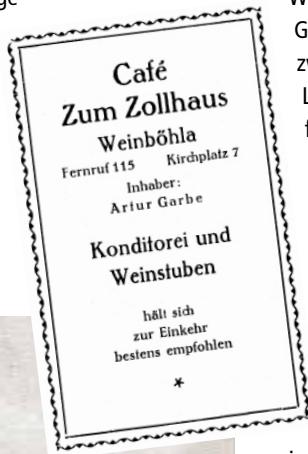 Café
Zum Zollhaus
Weinböhla
Fernruf 115 Kirchplatz 7
Inhaber:
Artur Garbe
Konditorei und
Weinstuben
hält sich
zur Einkehr
bestens empfohlen
*